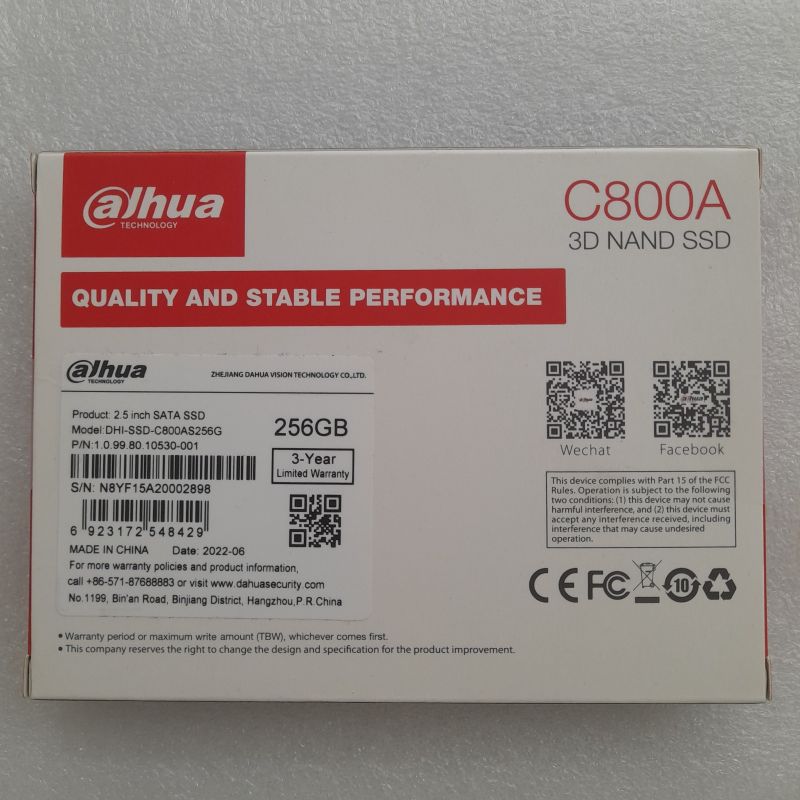 alhua
TECHNOLOGY
C800A
3D NAND SSD
QUALITY AND STABLE PERFORMANCE
alhua
TECHNOLOGY
ZHEJIANG DAHUA VISION TECHNOLOGY CO.,LTD.
Product: 2.5 inch SATA SSD
Model:DHI-SSD-C800AS256G
P/N:1.0.99.80.10530-001
256GB
3-Year
Limited Warranty
S/N: N8YF15A20002898
6 923172 548429
MADE IN CHINA Date: 2022-06
For more warranty policies and product information,
call +86-571-87688883 or visit www.dahuasecurity.com
No.1199, Bin'an Road, Binjiang District, Hangzhou,P.R.China
Wechat
Facebook
This device complies with Part 15 of the FCC
Rules. Operation is subject to the following
two conditions: (1) this device may not cause
harmful interference, and (2) this device must
accept any interference received, including
interference that may cause undesired
operation.
CE FC 10
• Warranty period or maximum write amount (TBW), whichever comes first.
• This company reserves the right to change the design and specification for the product improvement.